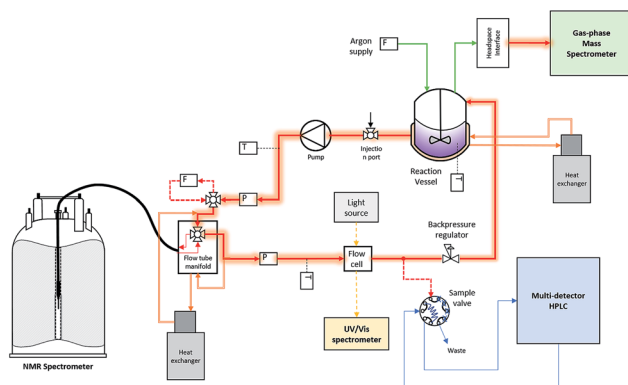 Argon
supply
F
Headspace
Interface
Gas-phase
Mass
Spectrometer
T
Pump
Injectio
n port
Reaction
Vessel
T
Heat
exchanger
F
P
Light
source
Backpressure
regulator
Flow tube
manifold
P
T
Flow
cell
Sample
valve
Multi-detector
HPLC
UV/Vis
spectrometer
Waste
Heat
exchanger
NMR Spectrometer